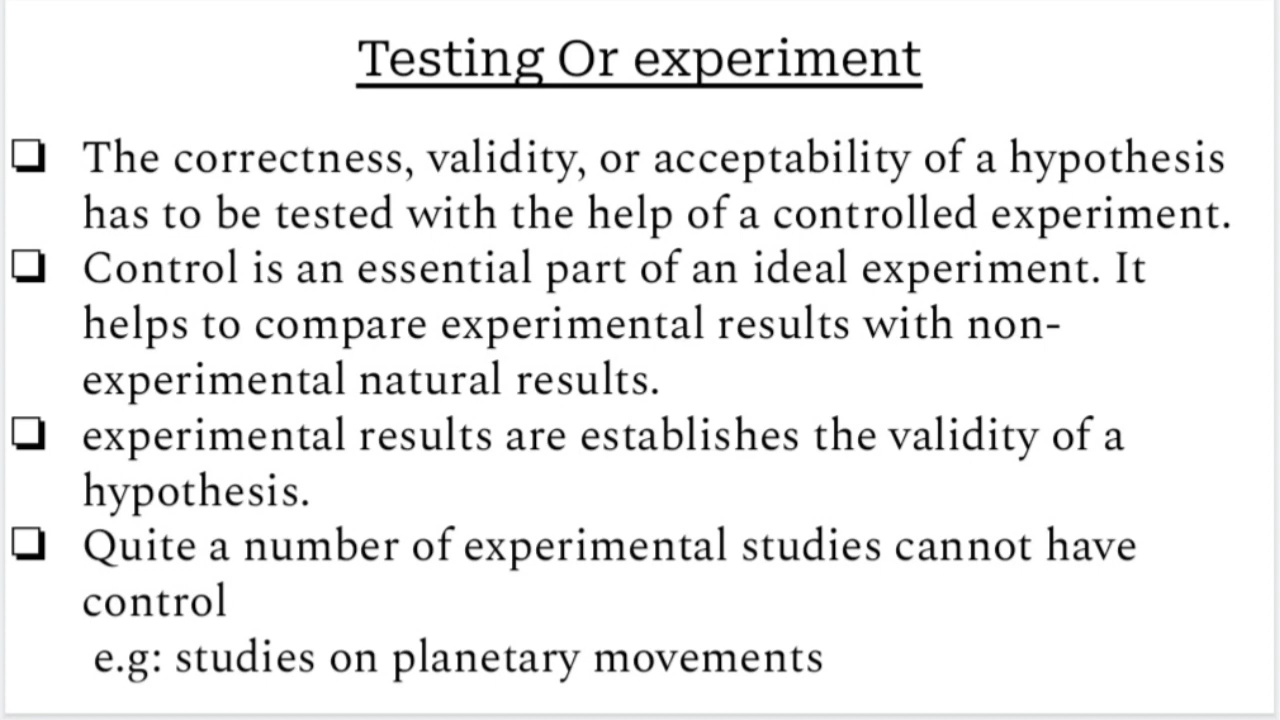 Testing Or experiment
The correctness, validity, or acceptability of a hypothesis
has to be tested with the help of a controlled experiment.
Control is an essential part of an ideal experiment. It
helps to compare experimental results with non-
experimental natural results.
experimental results are establishes the validity of a
hypothesis.
Quite a number of experimental studies cannot have
control
e.g: studies on planetary movements